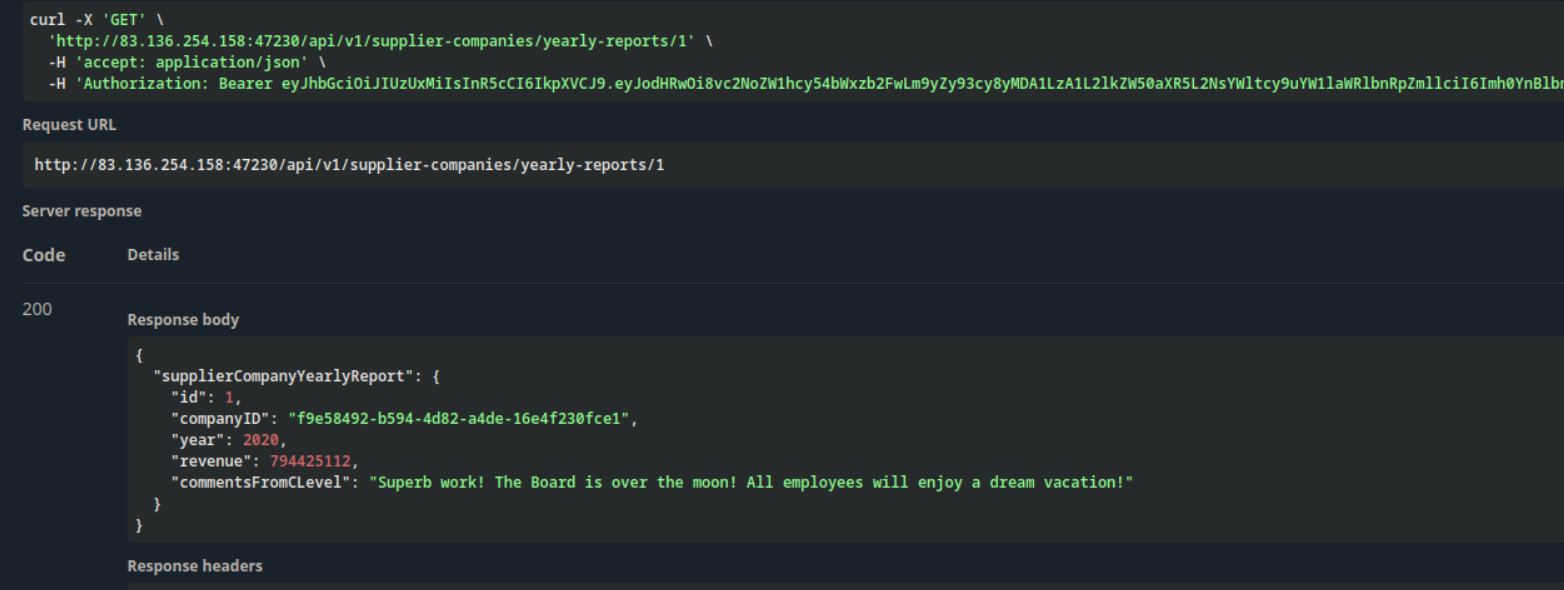 curl -X 'GET' \
'http://83.136.254.158:47230/api/v1/supplier-companies/yearly-reports/1' \
-H 'accept: application/json' \
-H 'Authorization: Bearer eyJhbGciOiJIUzUxMiIsInR5cCI6IkpXVCJ9.eyJodHRwOi8vc2NoZW1hcy54bWxzb2FwLm9yZy93cy8yMDA1LzA1L2lkZW50aXR5L2NsYWltcy9uYW1laWRlbnRpZmllciI6Imh0YnBlbn
Request URL
http://83.136.254.158:47230/api/v1/supplier-companies/yearly-reports/1
Server response
Code Details
200
Response body
{
"supplierCompanyYearlyReport": {
"id": 1,
"companyID": "f9e58492-b594-4d82-a4de-16e4f230fce1",
"year": 2020,
"revenue": 794425112,
"commentsFromCLevel": "Superb work! The Board is over the moon! All employees will enjoy a dream vacation!"
}
}
Response headers